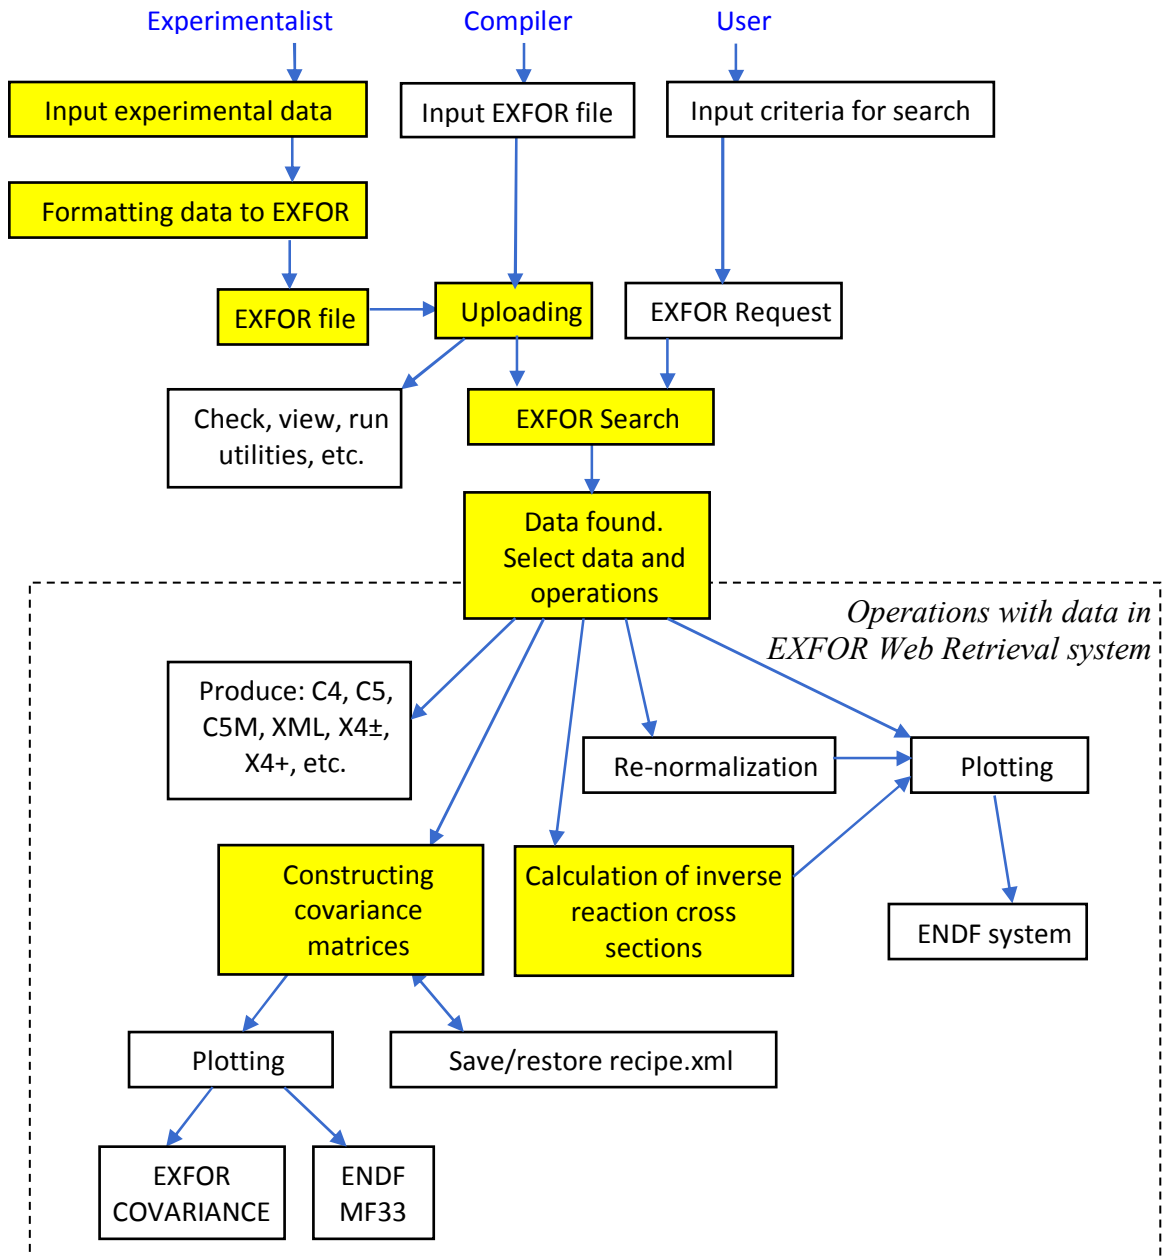 Experimentalist
Compiler
User
Input experimental data
Input EXFOR file
Input criteria for search
Formatting data to EXFOR
EXFOR file
Uploading
EXFOR Request
Check, view, run
utilities, etc.
EXFOR Search
Data found.
Select data and
operations
Operations with data in
EXFOR Web Retrieval system
Produce: C4, C5,
C5M, XML, X4±,
X4+, etc.
Re-normalization
Plotting
Constructing
covariance
matrices
Calculation of inverse
reaction cross
sections
ENDF system
Plotting
Save/restore recipe.xml
EXFOR
COVARIANCE
ENDF
MF33